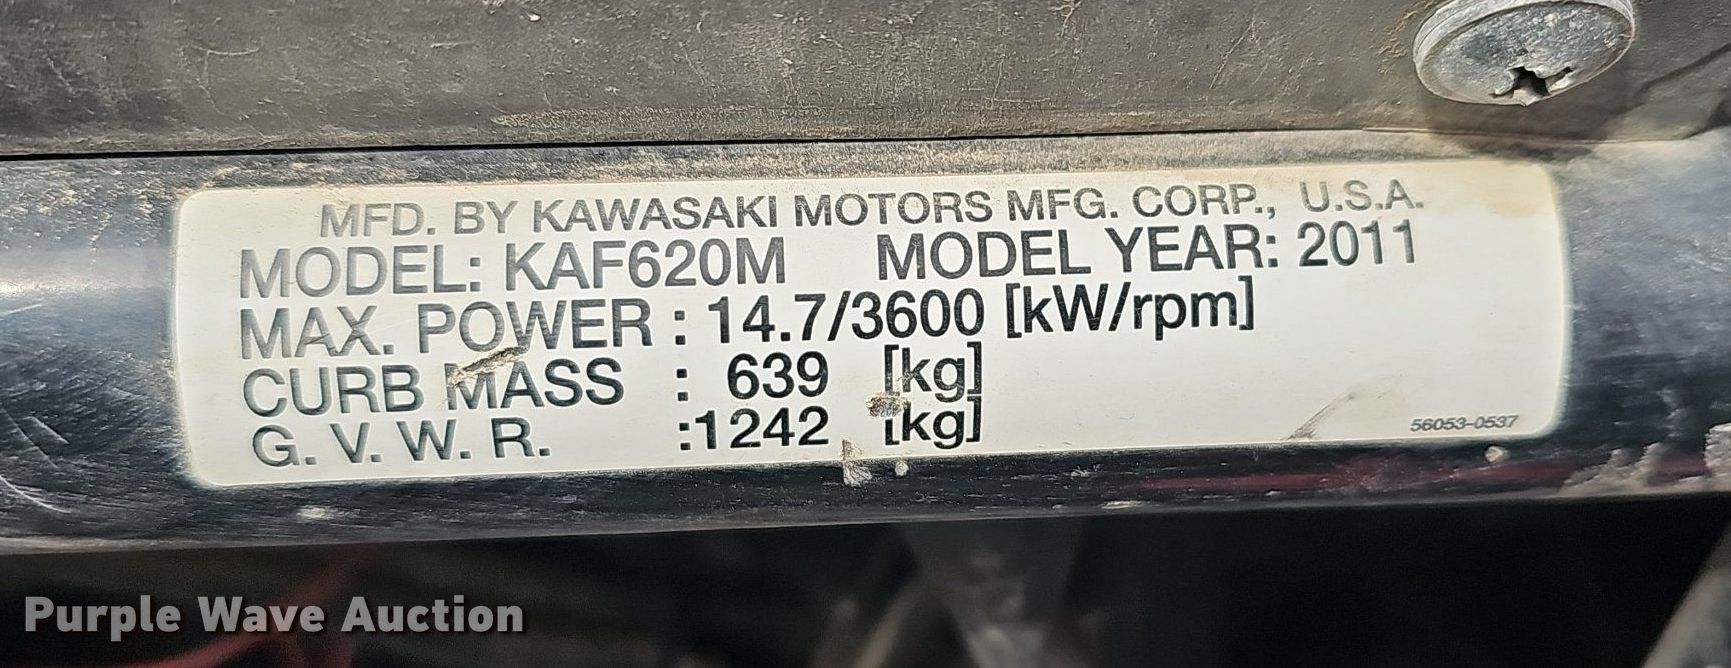 MFD. BY KAWASAKI MOTORS MFG. CORP., U.S.A.
MODEL: KAF620M MODEL YEAR: 2011
MAX. POWER : 14.7/3600 [kW/rpm]
CURB MASS : 639 [kg]
G. V. W. R. :1242 [kg]
56053-0537
Purple Wave Auction